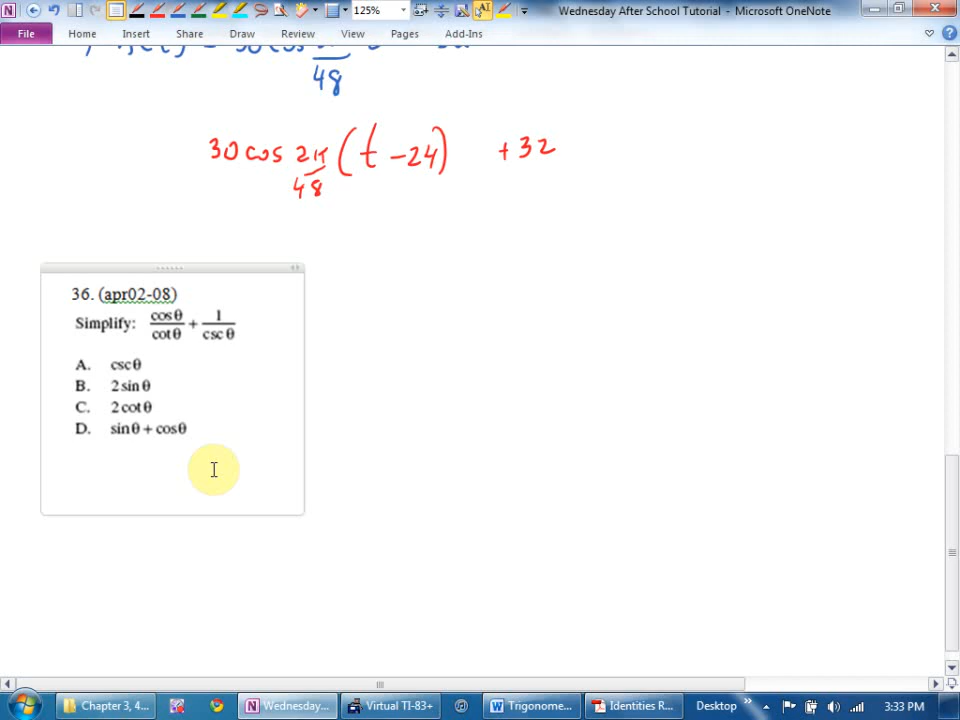 125%
Wednesday After School Tutorial - Microsoft OneNote
File Home Insert Share Draw Review View Pages Add-Ins
48
30 cos 2π/48 (t - 24) + 32
36. (apr02-08)
Simplify: cosθ/cotθ + 1/cscθ
A. cscθ
B. 2 sinθ
C. 2 cotθ
D. sinθ + cosθ
Chapter 3, 4... Wednesday... Virtual TI-83+ Trigonome... Identities R... Desktop » 3:33 PM